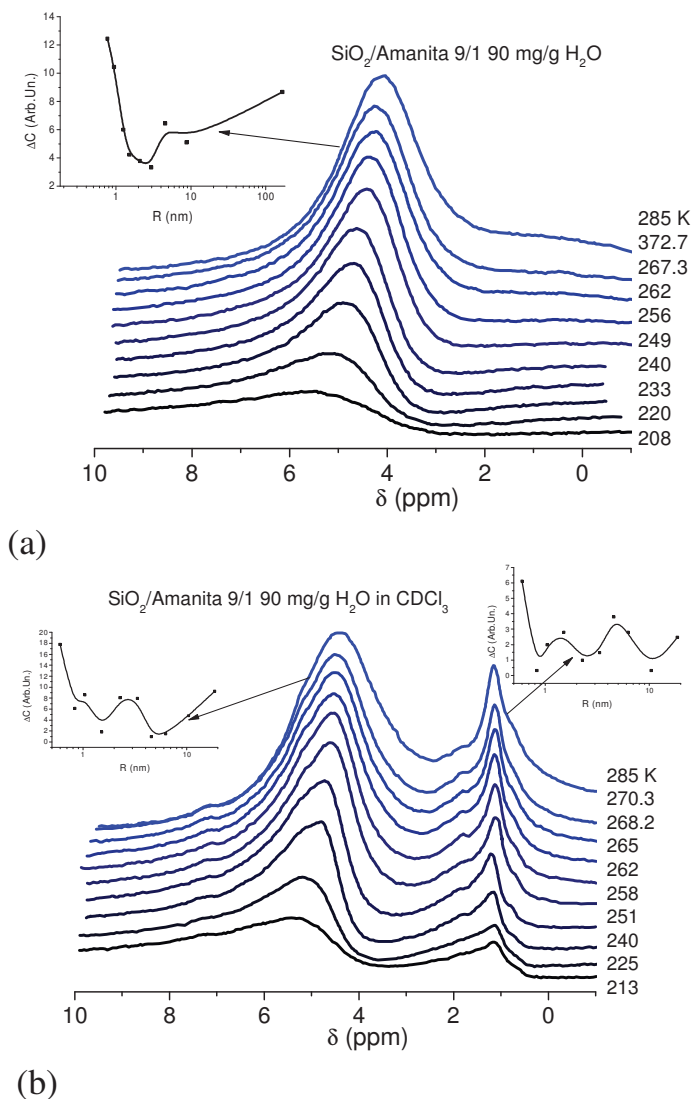 SiO₂/Amanita 9/1 90 mg/g H₂O
14
12
10
8
6
4
2
ΔC (Arb.Un.)
1 10 100
R (nm)
285 K
372.7
267.3
262
256
249
240
233
220
208
10 8 6 4 2 0
δ (ppm)
(a)
SiO₂/Amanita 9/1 90 mg/g H₂O in CDCl₃
20
18
16
14
12
10
8
6
4
2
0
ΔC (Arb.Un.)
1 10
R (nm)
7
6
5
4
3
2
1
0
ΔC (Arb.Un.)
1 10
R (nm)
285 K
270.3
268.2
265
262
258
251
240
225
213
10 8 6 4 2 0
δ (ppm)
(b)